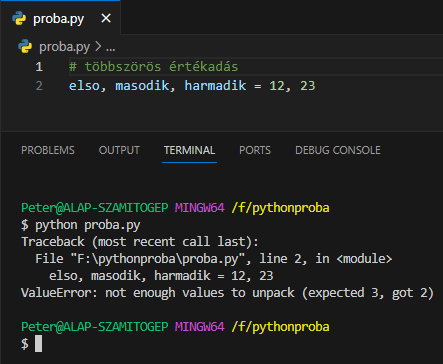 proba.py
proba.py > ...
1 # többszörös értékadás
2 elso, masodik, harmadik = 12, 23
PROBLEMS OUTPUT TERMINAL PORTS DEBUG CONSOLE
Peter@ALAP-SZAMITOGEP MINGW64 /f/pythonproba
$ python proba.py
Traceback (most recent call last):
File "F:\pythonproba\proba.py", line 2, in <module>
elso, masodik, harmadik = 12, 23
ValueError: not enough values to unpack (expected 3, got 2)
Peter@ALAP-SZAMITOGEP MINGW64 /f/pythonproba
$